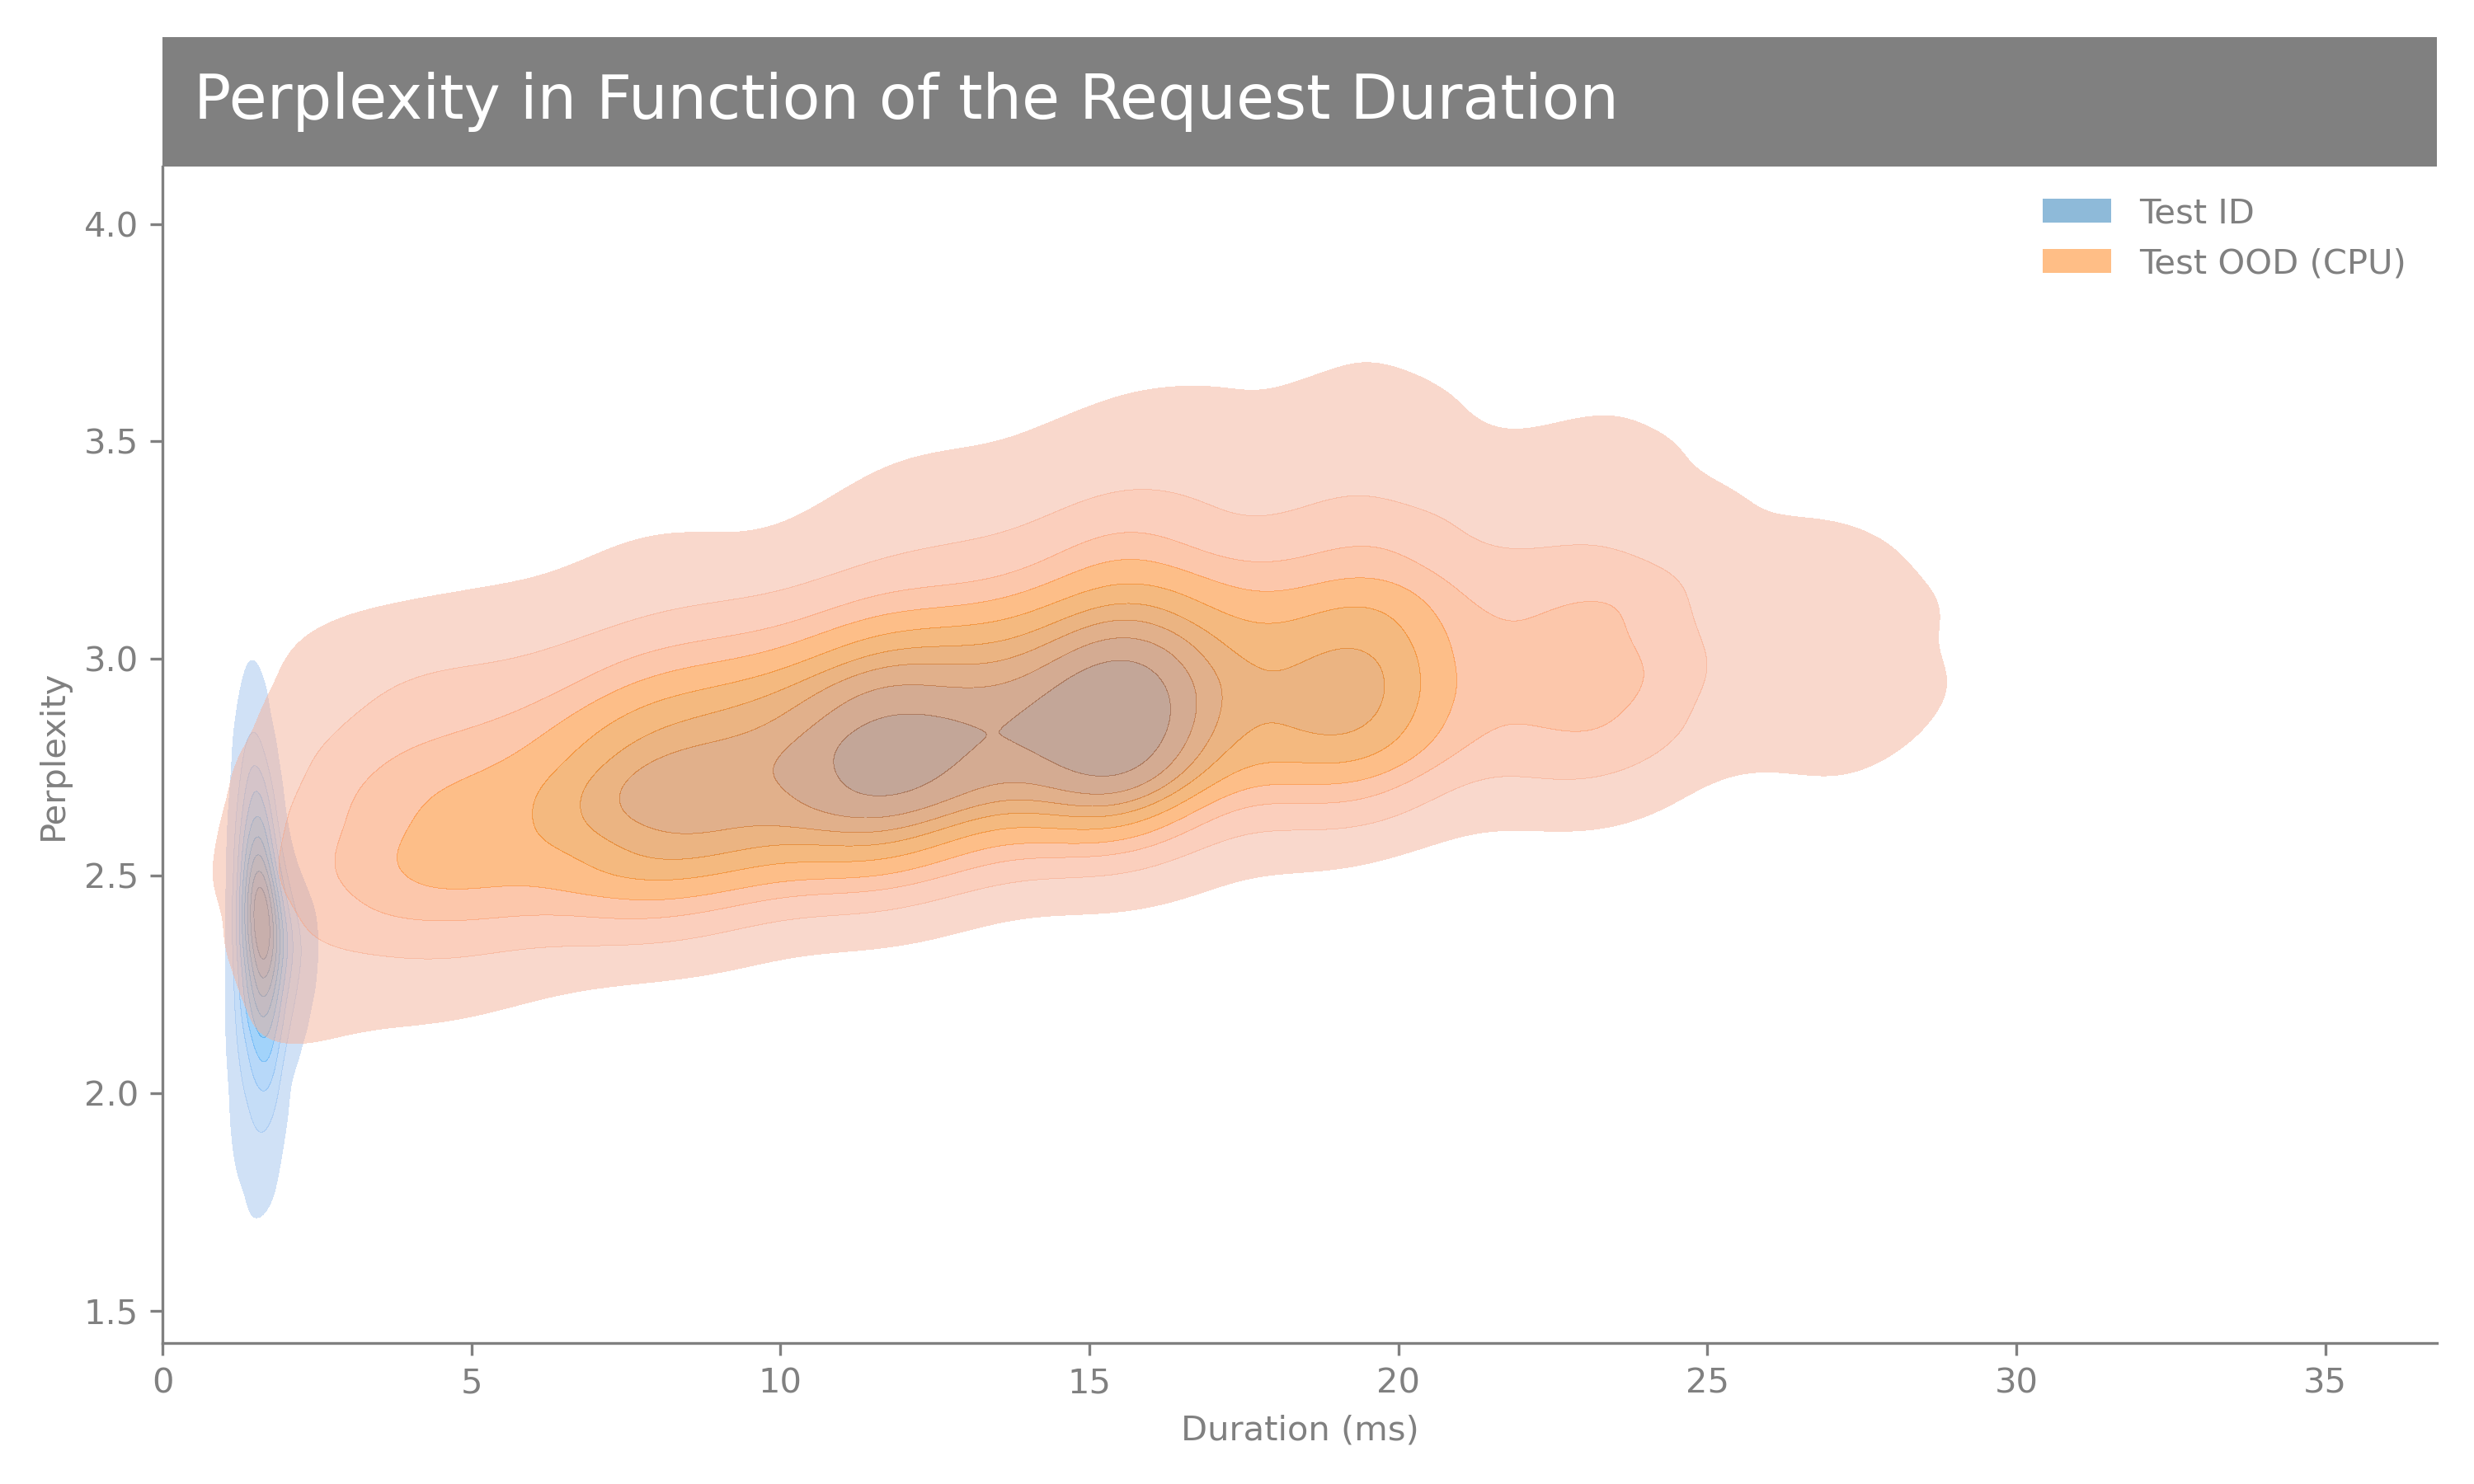 Perplexity in Function of the Request Duration
Test ID
Test OOD (CPU)
4.0
3.5
3.0
2.5
2.0
1.5
Perplexity
0 5 10 15 20 25 30 35
Duration (ms)